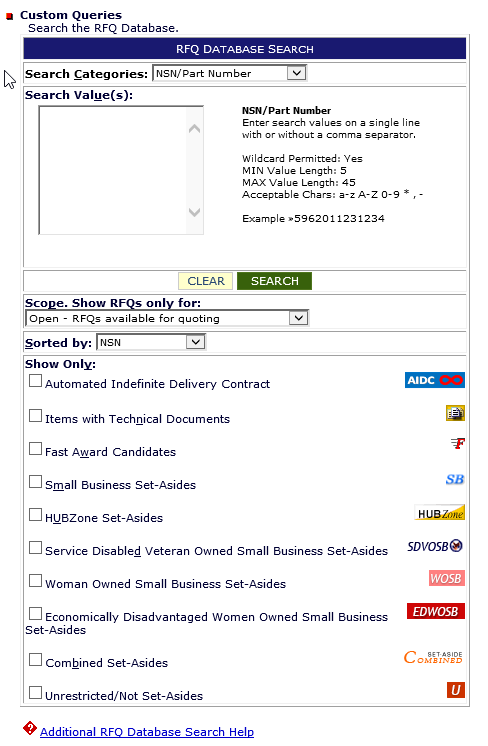 Custom Queries
Search the RFQ Database.
RFQ DATABASE SEARCH
Search Categories: NSN/Part Number
Search Value(s):
NSN/Part Number
Enter search values on a single line
with or without a comma separator.
Wildcard Permitted: Yes
MIN Value Length: 5
MAX Value Length: 45
Acceptable Chars: a-z A-Z 0-9 * , -
Example »5962011231234
CLEAR SEARCH
Scope. Show RFQs only for:
Open - RFQs available for quoting
Sorted by: NSN
Show Only:
Automated Indefinite Delivery Contract AIDC
Items with Technical Documents
Fast Award Candidates F
Small Business Set-Asides SB
HUBZone Set-Asides HUBZone
Service Disabled Veteran Owned Small Business Set-Asides SDVOSB
Woman Owned Small Business Set-Asides WOSB
Economically Disadvantaged Women Owned Small Business EDWOSB
Set-Asides
Combined Set-Asides SET-ASIDE COMBINED
Unrestricted/Not Set-Asides U
? Additional RFQ Database Search Help